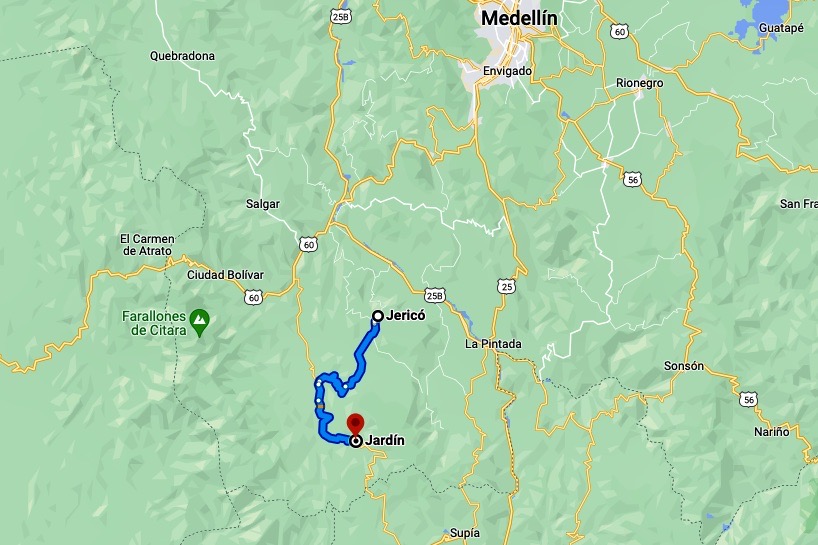 25B
Medellín
60
Guatapé
Quebradona
Envigado
Rionegro
56
Salgar
San Fra
El Carmen
de Atrato
60
Ciudad Bolívar
60
25B
25
Farallones
de Citara
Jericó
La Pintada
Sonsón
56
Nariño
Jardín
Supía